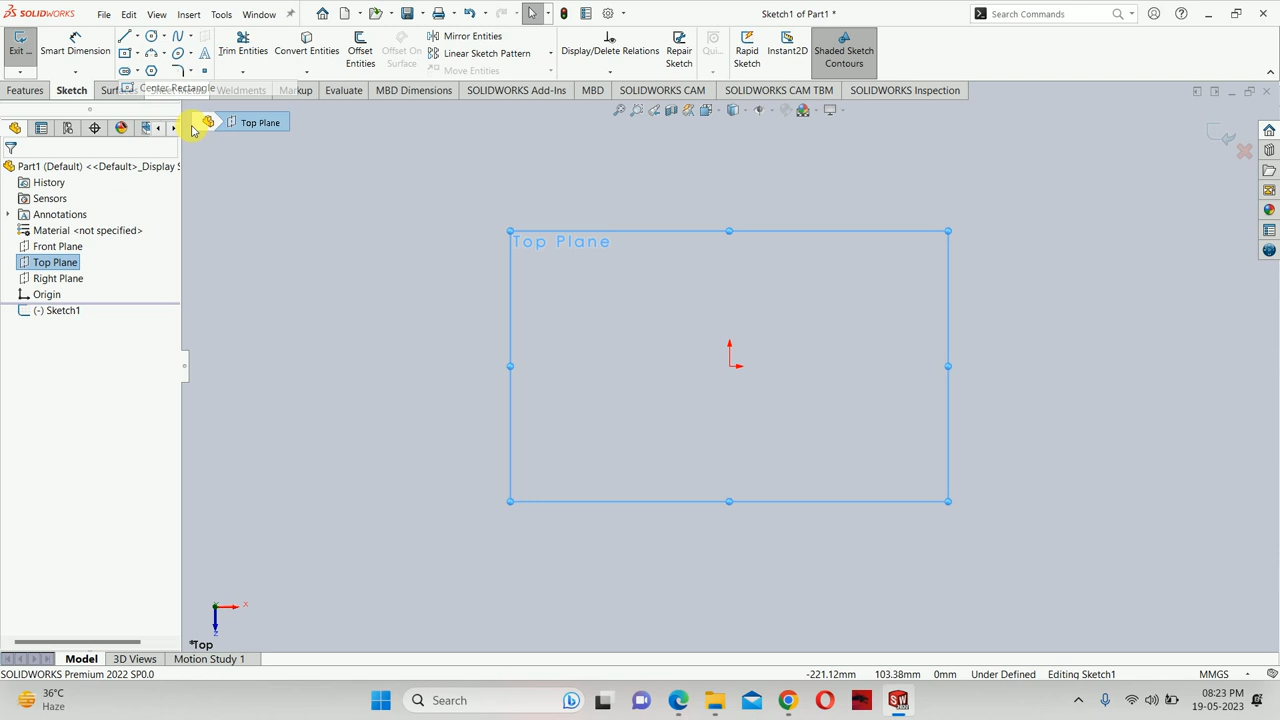 SOLIDWORKS File Edit View Insert Tools Window Sketch1 of Part1 * Search Commands
Exit ... Smart Dimension Trim Entities Convert Entities Offset Entities Offset On Surface Mirror Entities Linear Sketch Pattern Move Entities Display/Delete Relations Repair Sketch Qui... Rapid Sketch Instant2D Shaded Sketch Contours
Center Rectangle
Features Sketch Weldments Markup Evaluate MBD Dimensions SOLIDWORKS Add-Ins MBD SOLIDWORKS CAM SOLIDWORKS CAM TBM SOLIDWORKS Inspection
Top Plane
Part1 (Default) <<Default>_Display S
History
Sensors
Annotations
Material <not specified>
Front Plane
Top Plane
Right Plane
Origin
(-) Sketch1
Top Plane
X
Z
*Top
Model 3D Views Motion Study 1
SOLIDWORKS Premium 2022 SP0.0 -221.12mm 103.38mm 0mm Under Defined Editing Sketch1 MMGS
36°C
Haze
Search
08:23 PM
19-05-2023